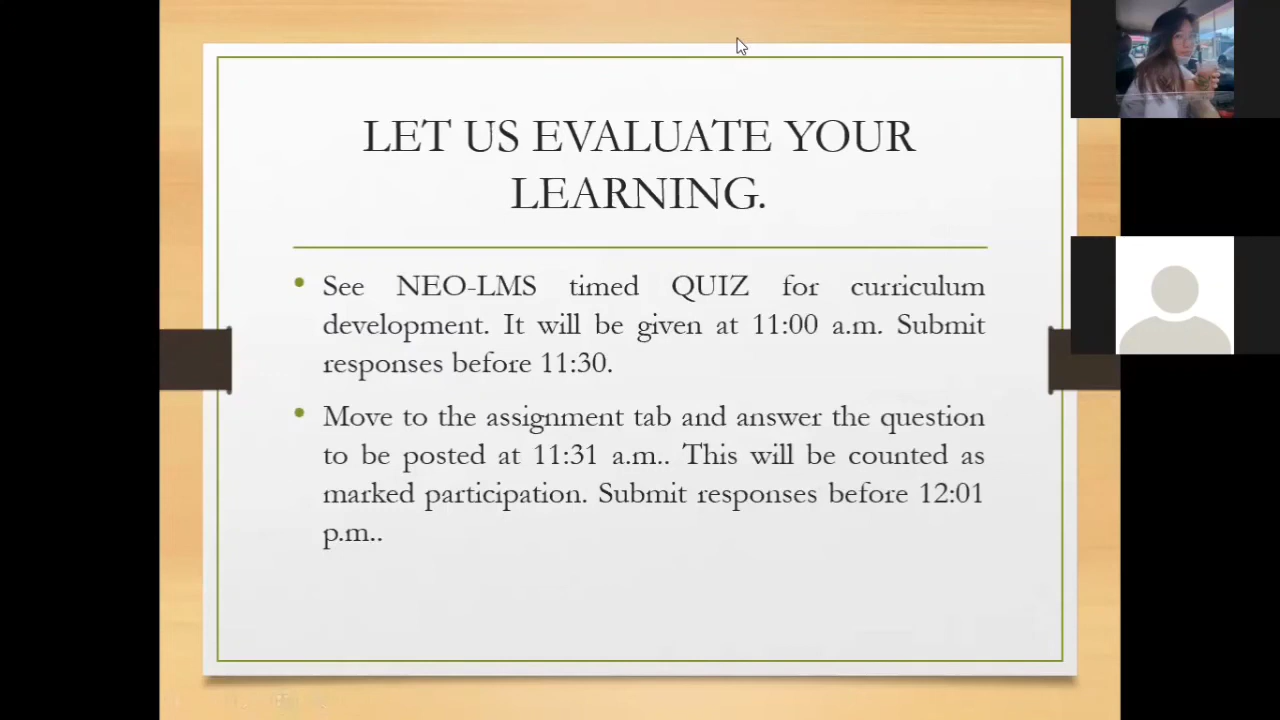 LET US EVALUATE YOUR
LEARNING.
• See NEO-LMS timed QUIZ for curriculum
development. It will be given at 11:00 a.m. Submit
responses before 11:30.
• Move to the assignment tab and answer the question
to be posted at 11:31 a.m.. This will be counted as
marked participation. Submit responses before 12:01
p.m..